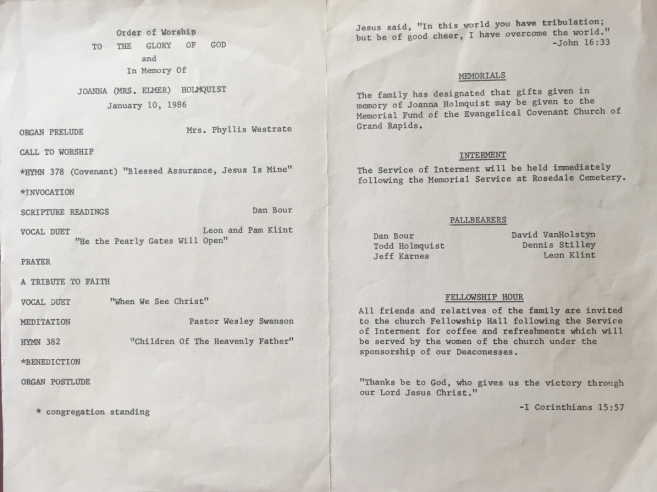 Order of Worship
TO THE GLORY OF GOD
and
In Memory Of
JOANNA (MRS. ELMER) HOLMQUIST
January 10, 1986
ORGAN PRELUDE Mrs. Phyllis Westrate
CALL TO WORSHIP
*HYMN 378 (Covenant) "Blessed Assurance, Jesus Is Mine"
*INVOCATION
SCRIPTURE READINGS Dan Bour
VOCAL DUET Leon and Pam Klint
"He the Pearly Gates Will Open"
PRAYER
A TRIBUTE TO FAITH
VOCAL DUET "When We See Christ"
MEDITATION Pastor Wesley Swanson
HYMN 382 "Children Of The Heavenly Father"
*BENEDICTION
ORGAN POSTLUDE
* congregation standing
Jesus said, "In this world you have tribulation;
but be of good cheer, I have overcome the world."
-John 16:33
MEMORIALS
The family has designated that gifts given in
memory of Joanna Holmquist may be given to the
Memorial Fund of the Evangelical Covenant Church of
Grand Rapids.
INTERMENT
The Service of Interment will be held immediately
following the Memorial Service at Rosedale Cemetery.
PALLBEARERS
Dan Bour David VanHolstyn
Todd Holmquist Dennis Stilley
Jeff Karnes Leon Klint
FELLOWSHIP HOUR
All friends and relatives of the family are invited
to the church Fellowship Hall following the Service
of Interment for coffee and refreshments which will
be served by the women of the church under the
sponsorship of our Deaconesses.
"Thanks be to God, who gives us the victory through
our Lord Jesus Christ."
-I Corinthians 15:57